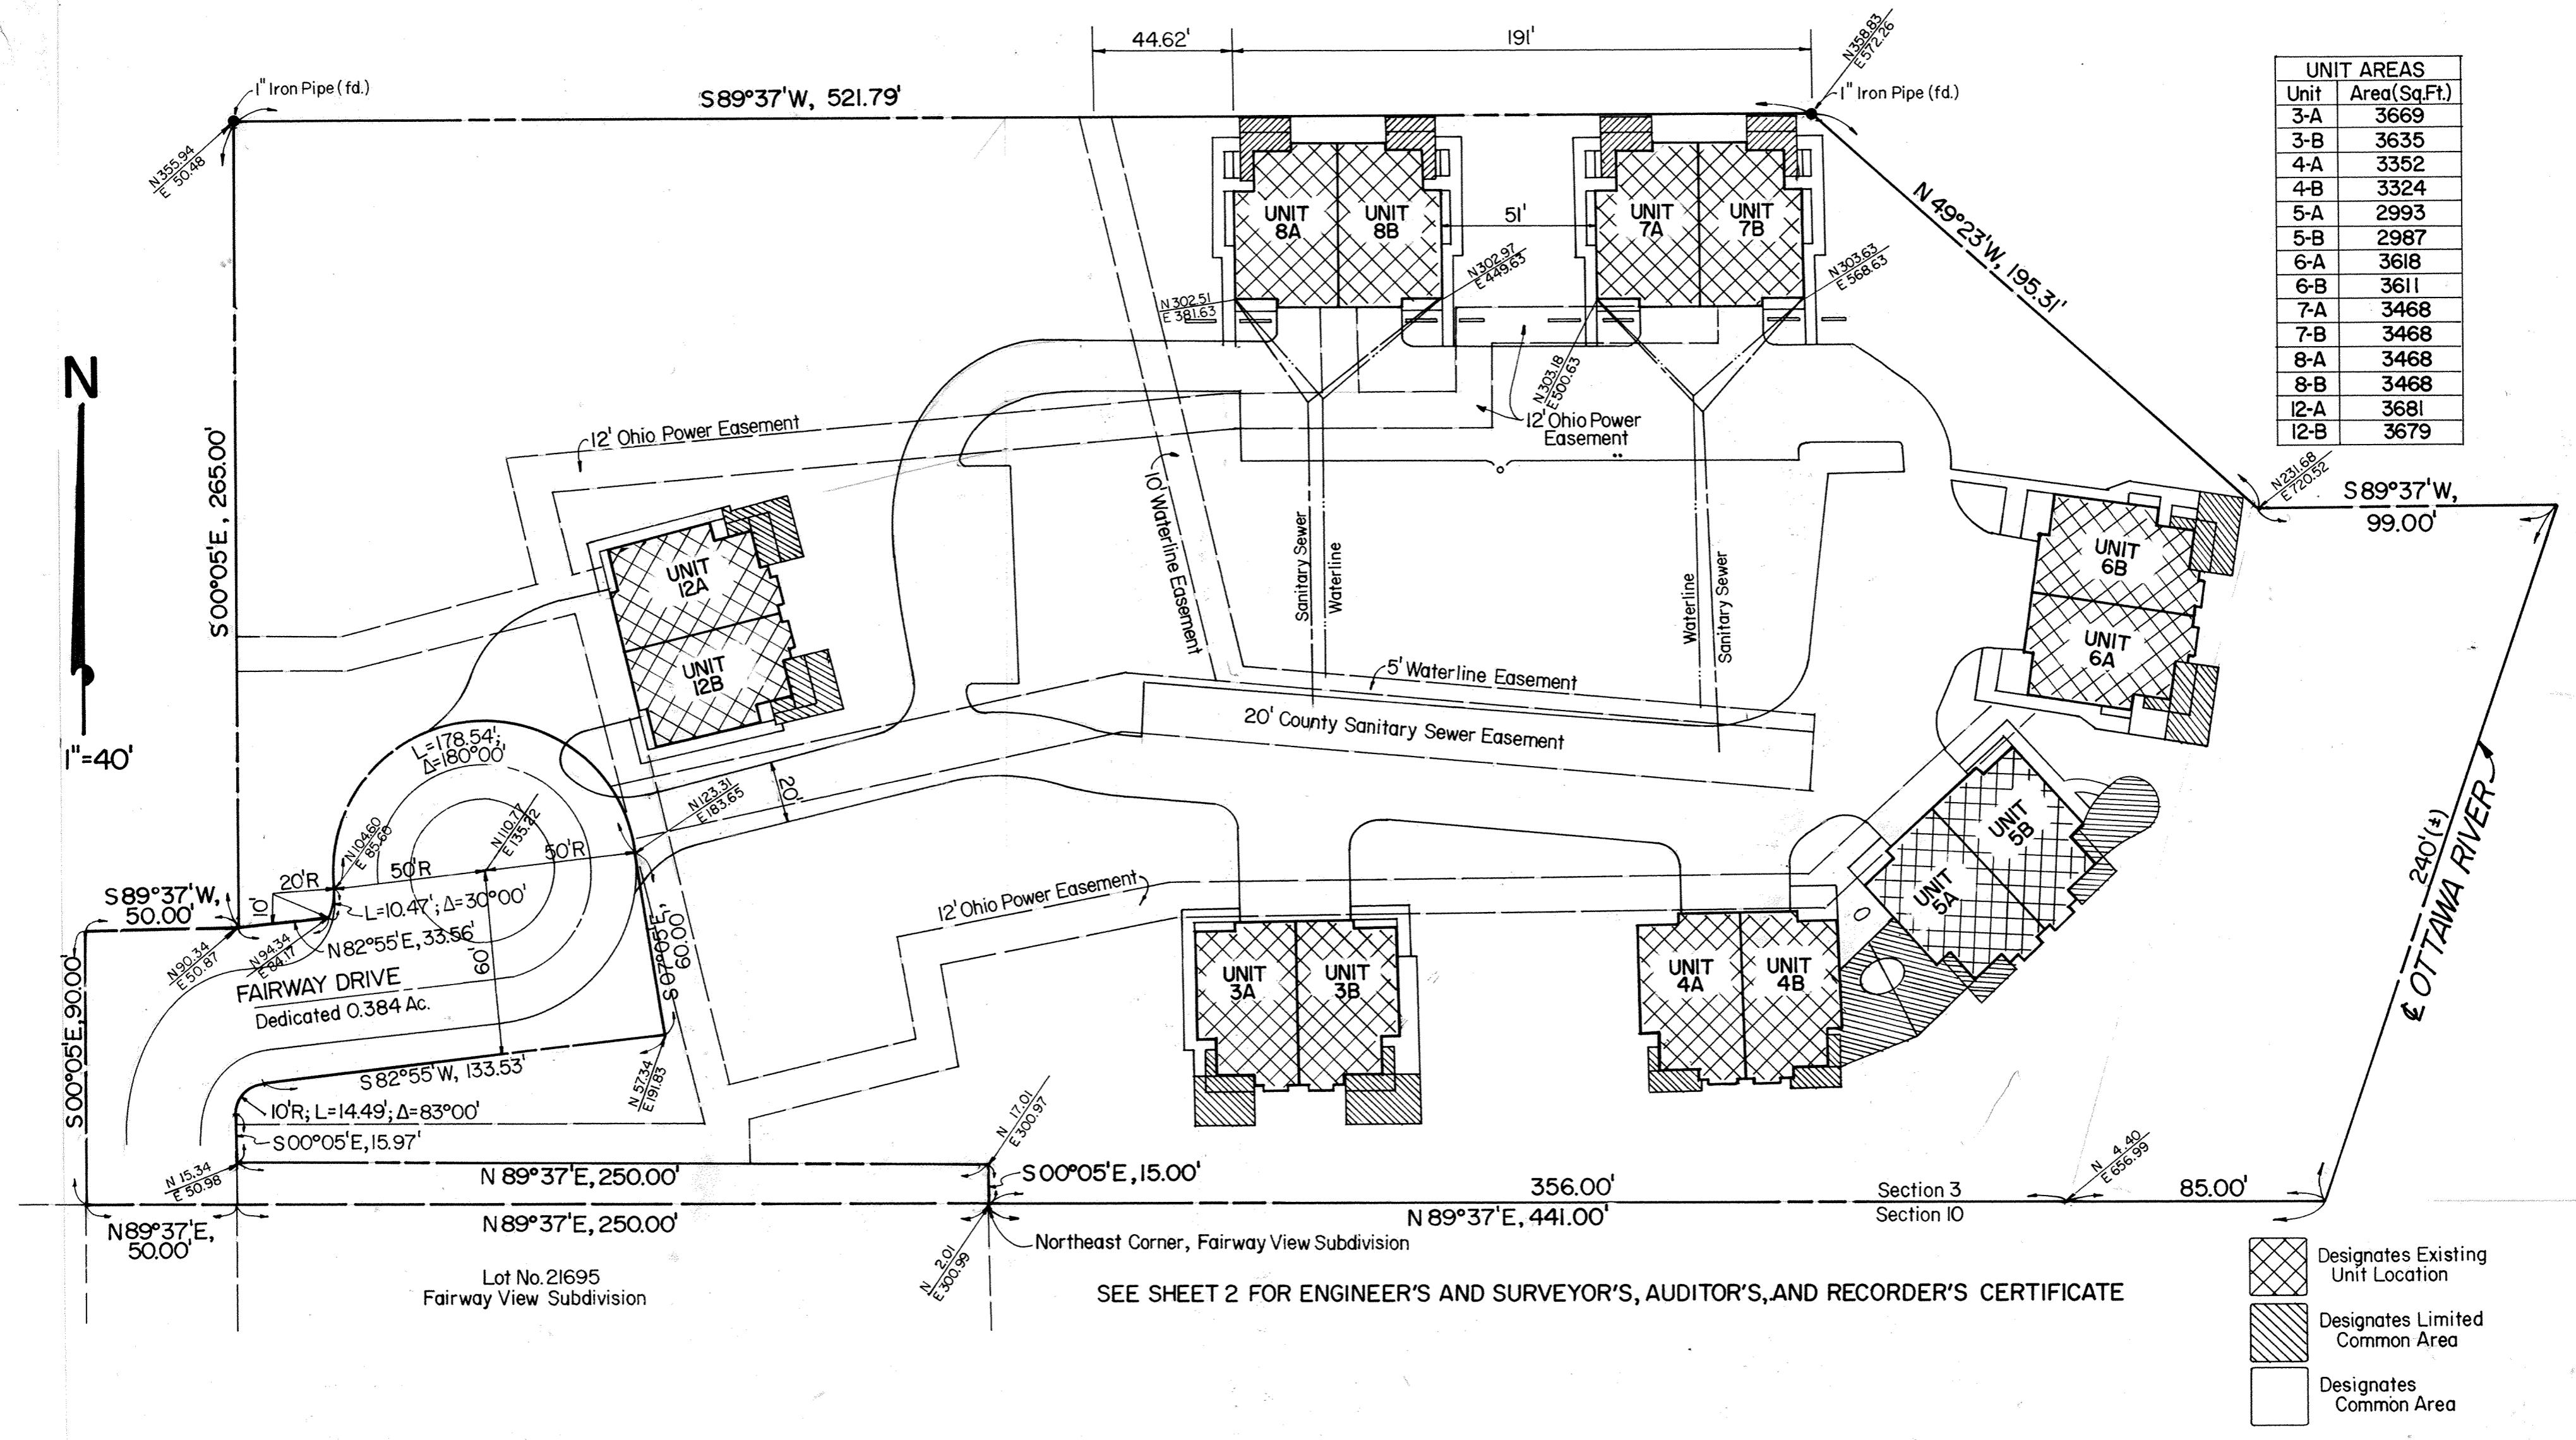 44.62'
191'
N358.83
E572.26
1" Iron Pipe (fd.)
S89°37'W, 521.79'
1" Iron Pipe (fd.)
N355.94
E 50.48
UNIT AREAS
Unit Area(Sq.Ft.)
3-A 3669
3-B 3635
4-A 3352
4-B 3324
5-A 2993
5-B 2987
6-A 3618
6-B 3611
7-A 3468
7-B 3468
8-A 3468
8-B 3468
12-A 3681
12-B 3679
UNIT
8A
UNIT
8B
51'
UNIT
7A
UNIT
7B
N49°23'W, 195.31'
N302.97
E 449.63
N303.63
E 568.63
N302.51
E 381.63
N303.18
E500.63
N
1"=40'
S00°05'E, 265.00'
12' Ohio Power Easement
12' Ohio Power
Easement
10' Waterline Easement
Sanitary Sewer
Waterline
Waterline
Sanitary Sewer
N231.68
E720.52
S89°37'W,
99.00'
UNIT
12A
UNIT
12B
UNIT
6B
UNIT
6A
5' Waterline Easement
20' County Sanitary Sewer Easement
L=178.54';
Δ=180°00'
N123.31
E183.65
20'
N104.60
E 85.60
N110.77
E135.22
50'R
50'R
20'R
10'
S89°37'W,
50.00'
L=10.47'; Δ=30°00'
N82°55'E, 33.56'
N90.34
E50.87
N94.34
E 84.17
60'
S07°05'E,
60.00'
FAIRWAY DRIVE
Dedicated 0.384 Ac.
S00°05'E, 90.00'
12' Ohio Power Easement
UNIT
5B
UNIT
5A
240'(±)
℄ OTTAWA RIVER
UNIT
3A
UNIT
3B
UNIT
4A
UNIT
4B
S82°55'W, 133.53'
N 57.34
E191.83
10'R; L=14.49'; Δ=83°00'
S00°05'E, 15.97'
N 15.34
E 50.98
N 17.01
E300.97
N 89°37'E, 250.00'
S00°05'E, 15.00'
356.00'
Section 3
N 4.40
E656.99
85.00'
N89°37'E,
50.00'
N89°37'E, 250.00'
N89°37'E, 441.00'
Section 10
N 2.01
E300.99
Northeast Corner, Fairway View Subdivision
Lot No. 21695
Fairway View Subdivision
SEE SHEET 2 FOR ENGINEER'S AND SURVEYOR'S, AUDITOR'S, AND RECORDER'S CERTIFICATE
Designates Existing
Unit Location
Designates Limited
Common Area
Designates
Common Area